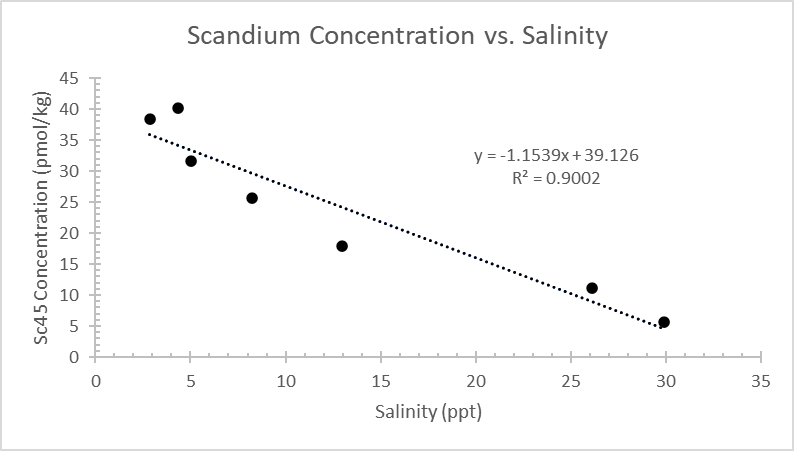 Scandium Concentration vs. Salinity
Sc45 Concentration (pmol/kg)
45
40
35
30
25
20
15
10
5
0
y = -1.1539x + 39.126
R² = 0.9002
0 5 10 15 20 25 30 35
Salinity (ppt)